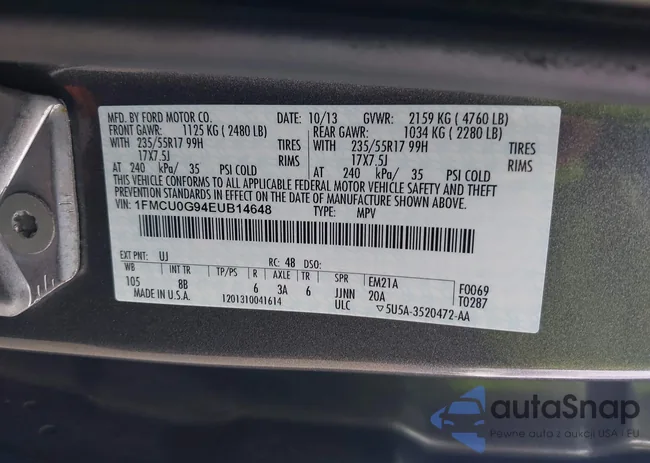 MFD. BY FORD MOTOR CO. 10/13 GVWR: 2159 KG ( 4760 LB)
FRONT GAWR: 1125 KG ( 2480 LB) REAR GAWR: 1034 KG ( 2280 LB)
WITH 235/55R17 99H TIRES WITH 235/55R17 99H TIRES
17X7.5J RIMS 17X7.5J RIMS
AT 240 kPa/ 35 PSI COLD AT 240 kPa/ 35 PSI COLD
THIS VEHICLE CONFORMS TO ALL APPLICABLE FEDERAL MOTOR VEHICLE SAFETY AND THEFT
PREVENTION STANDARDS IN EFFECT ON THE DATE OF MANUFACTURE SHOWN ABOVE.
VIN: 1FMCU0G94EUB14648 TYPE: MPV
EXT PNT: UJ RC: 48 DSO:
WB INT TR TP/PS R AXLE TR SPR EM21A F0069
105 8B 6 3A 6 JJNN 20A T0287
MADE IN U.S.A. 1201310041614 ULC ▽5U5A-3520472-AA
autaSnap
Pewne auta z aukcji USA - EU